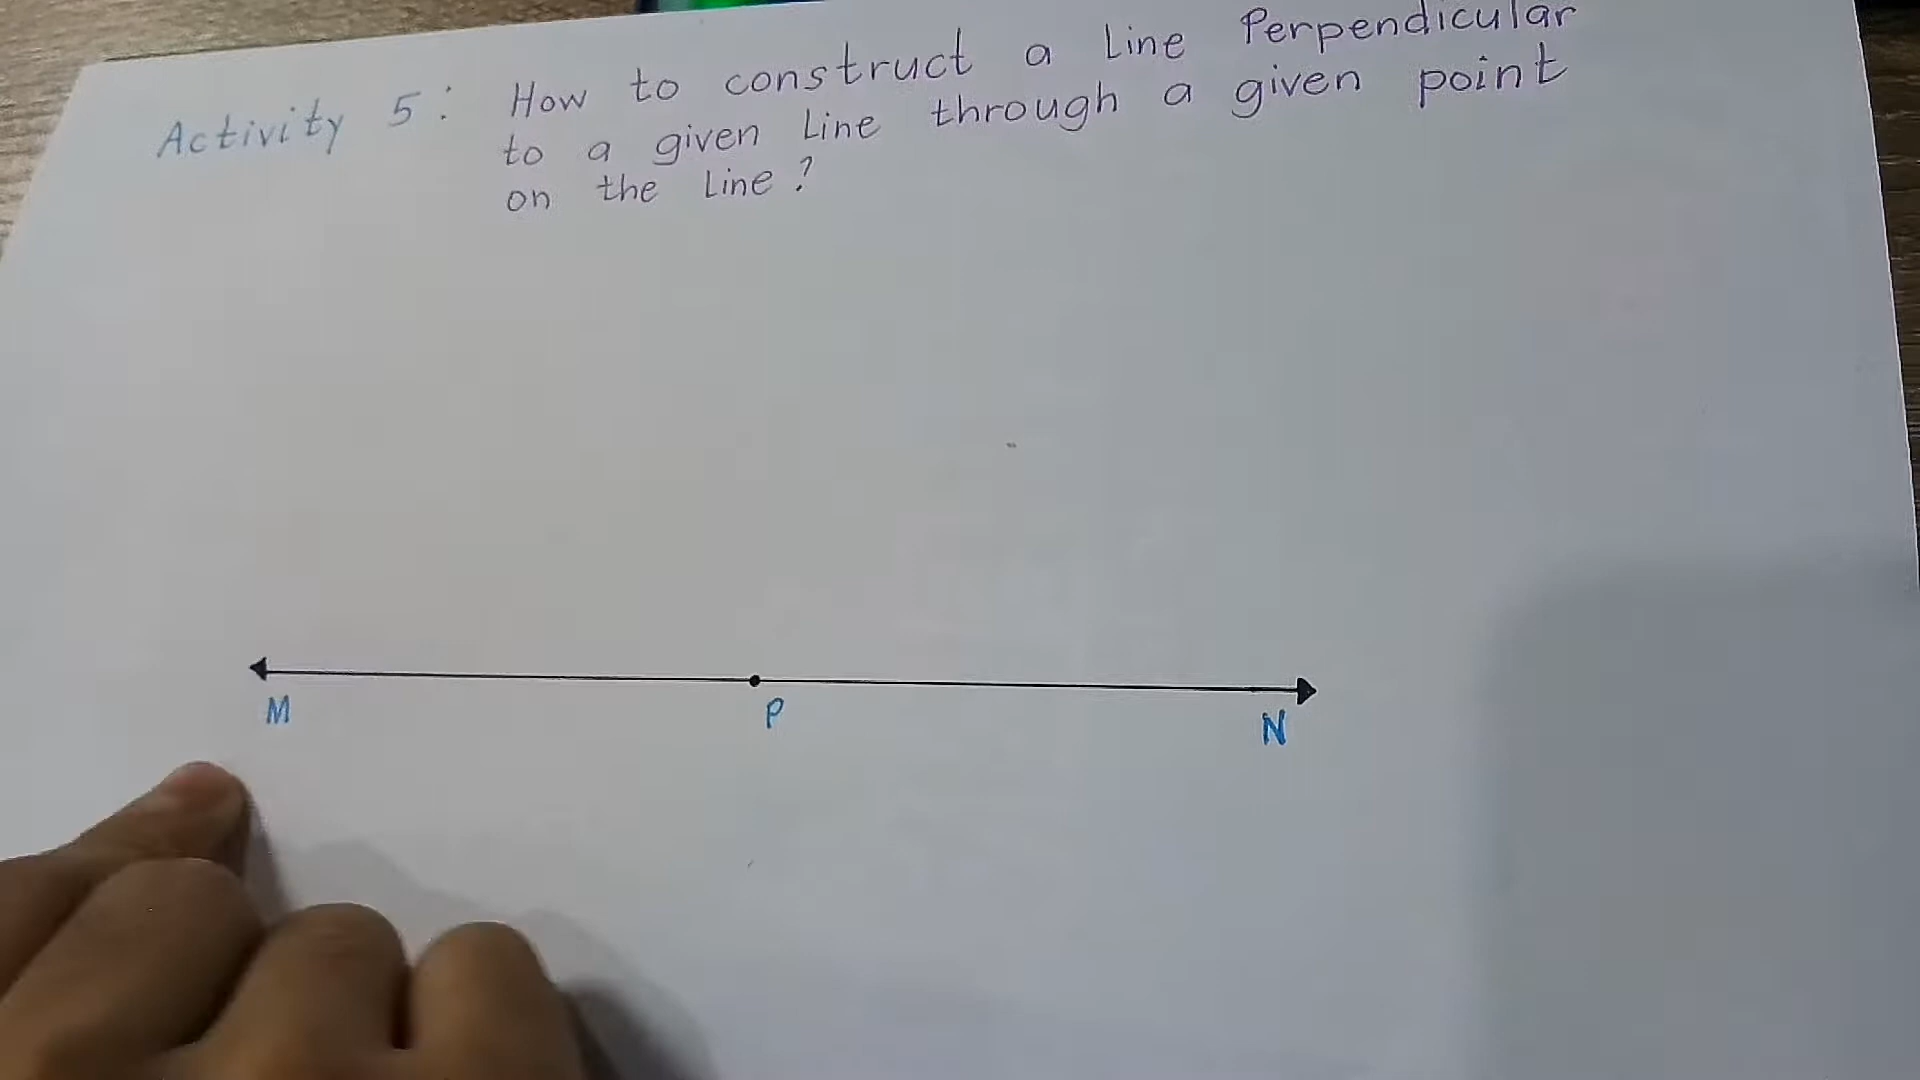 Activity 5: How to construct a Line Perpendicular
to a given Line through a given point
on the Line?
M P N